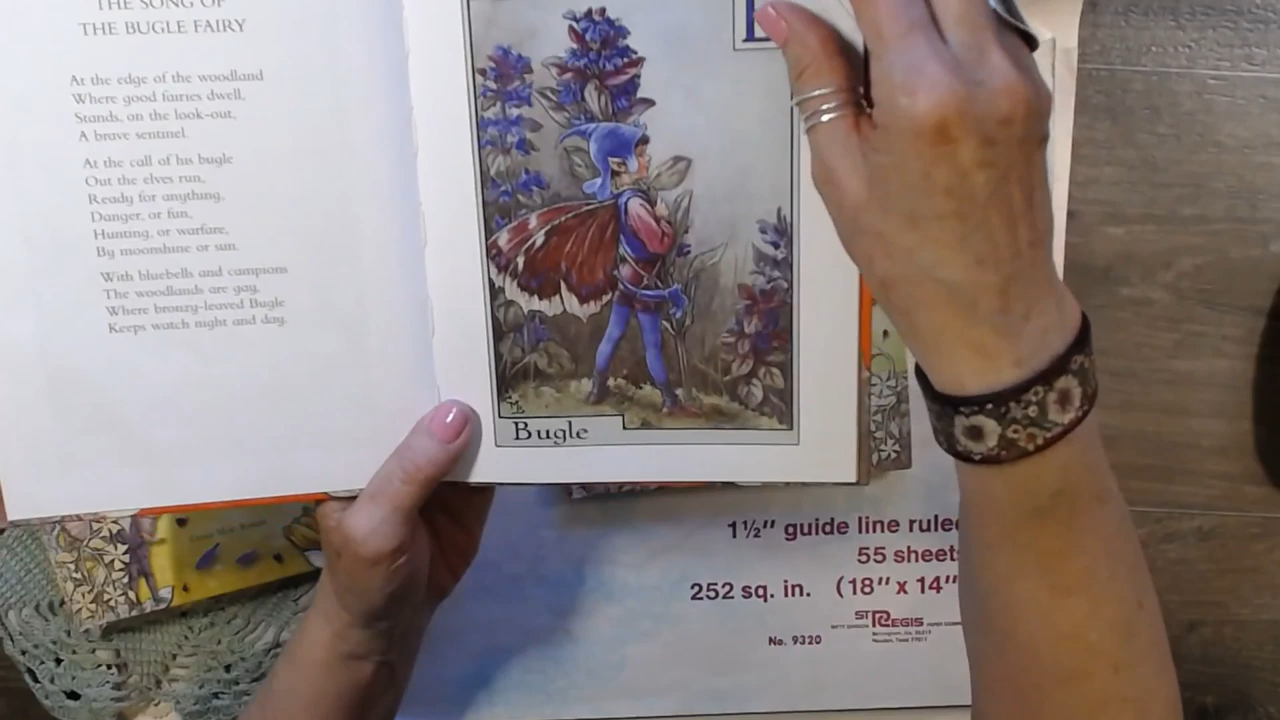 THE SONG OF
THE BUGLE FAIRY
At the edge of the woodland
Where good fairies dwell,
Stands, on the look-out,
A brave sentinel.
At the call of his bugle
Out the elves run,
Ready for anything,
Danger, or fun,
Hunting, or warfare,
By moonshine or sun.
With bluebells and campions
The woodlands are gay,
Where bronzy-leaved Bugle
Keeps watch night and day.
CMB
Bugle
1½" guide line ruled
55 sheets
252 sq. in. (18" x 14"
ST REGIS
No. 9320